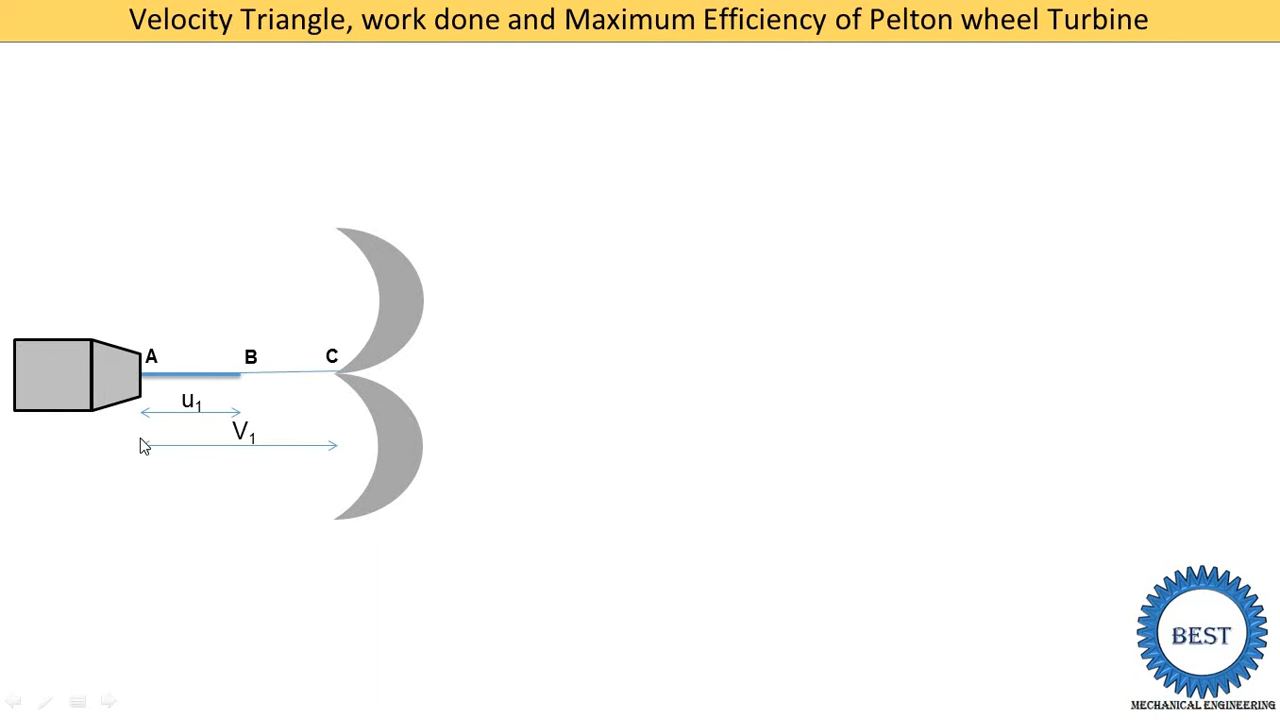 Velocity Triangle, work done and Maximum Efficiency of Pelton wheel Turbine
A B C
u₁
V₁
BEST
MECHANICAL ENGINEERING